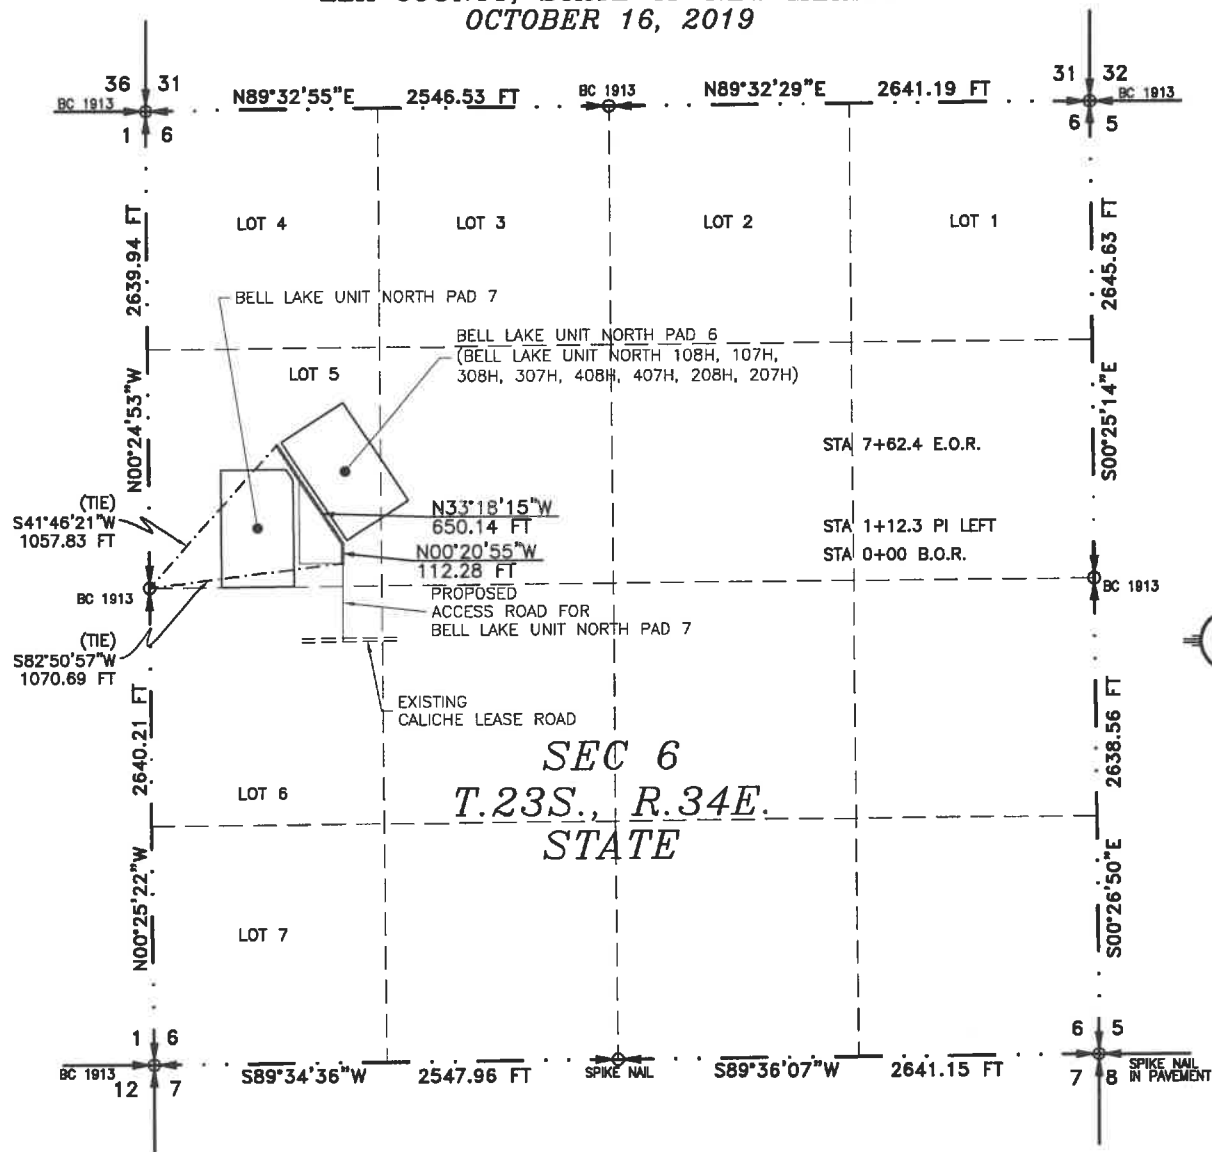 OCTOBER 16, 2019
36 31
31 32
BC 1913
N89°32'55"E 2546.53 FT
BC 1913
N89°32'29"E 2641.19 FT
BC 1913
1 6
6 5
LOT 4
LOT 3
LOT 2
LOT 1
2639.94 FT
N00°24'53"W
2645.63 FT
S00°25'14"E
BELL LAKE UNIT NORTH PAD 7
BELL LAKE UNIT NORTH PAD 6
(BELL LAKE UNIT NORTH 108H, 107H,
308H, 307H, 408H, 407H, 208H, 207H)
LOT 5
STA 7+62.4 E.O.R.
(TIE)
S41°46'21"W
1057.83 FT
N33°18'15"W
650.14 FT
STA 1+12.3 PI LEFT
N00°20'55"W
112.28 FT
STA 0+00 B.O.R.
BC 1913
BC 1913
PROPOSED
ACCESS ROAD FOR
BELL LAKE UNIT NORTH PAD 7
(TIE)
S82°50'57"W
1070.69 FT
EXISTING
CALICHE LEASE ROAD
2640.21 FT
N00°25'22"W
2638.56 FT
S00°26'50"E
SEC 6
T.23S., R.34E.
STATE
LOT 6
LOT 7
1 6
6 5
BC 1913
S89°34'36"W 2547.96 FT
SPIKE NAIL
S89°36'07"W 2641.15 FT
SPIKE NAIL
IN PAVEMENT
12 7
7 8